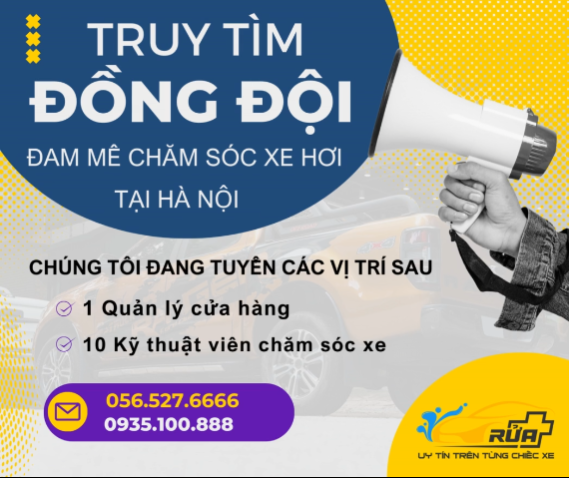 TRUY TÌM
ĐỒNG ĐỘI
ĐAM MÊ CHĂM SÓC XE HƠI
TẠI HÀ NỘI
CHÚNG TÔI ĐANG TUYỂN CÁC VỊ TRÍ SAU
1 Quản lý cửa hàng
10 Kỹ thuật viên chăm sóc xe
056.527.6666
0935.100.888
RỬA
UY TÍN TRÊN TỪNG CHIẾC XE